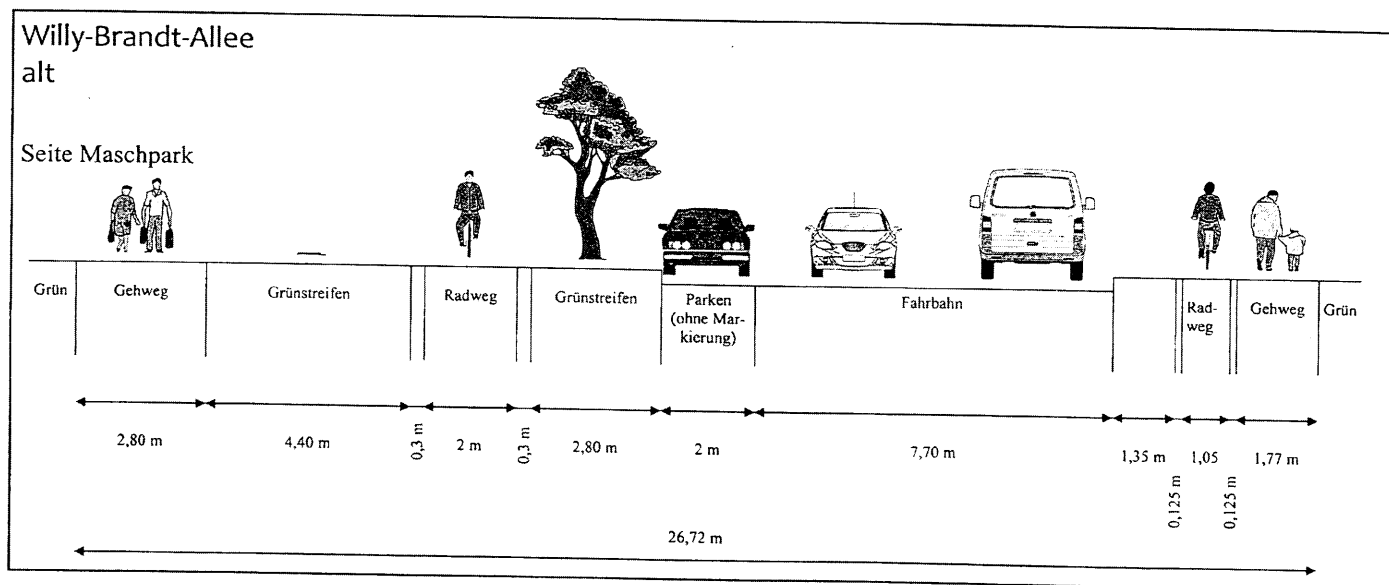 Willy-Brandt-Allee
alt
Seite Maschpark
Grün
Gehweg
Grünstreifen
Radweg
Grünstreifen
Parken
(ohne Mar-
kierung)
Fahrbahn
Rad-
weg
Gehweg
Grün
2,80 m
4,40 m
0,3 m
2 m
0,3 m
2,80 m
2 m
7,70 m
1,35 m
0,125 m
1,05
0,125 m
1,77 m
26,72 m